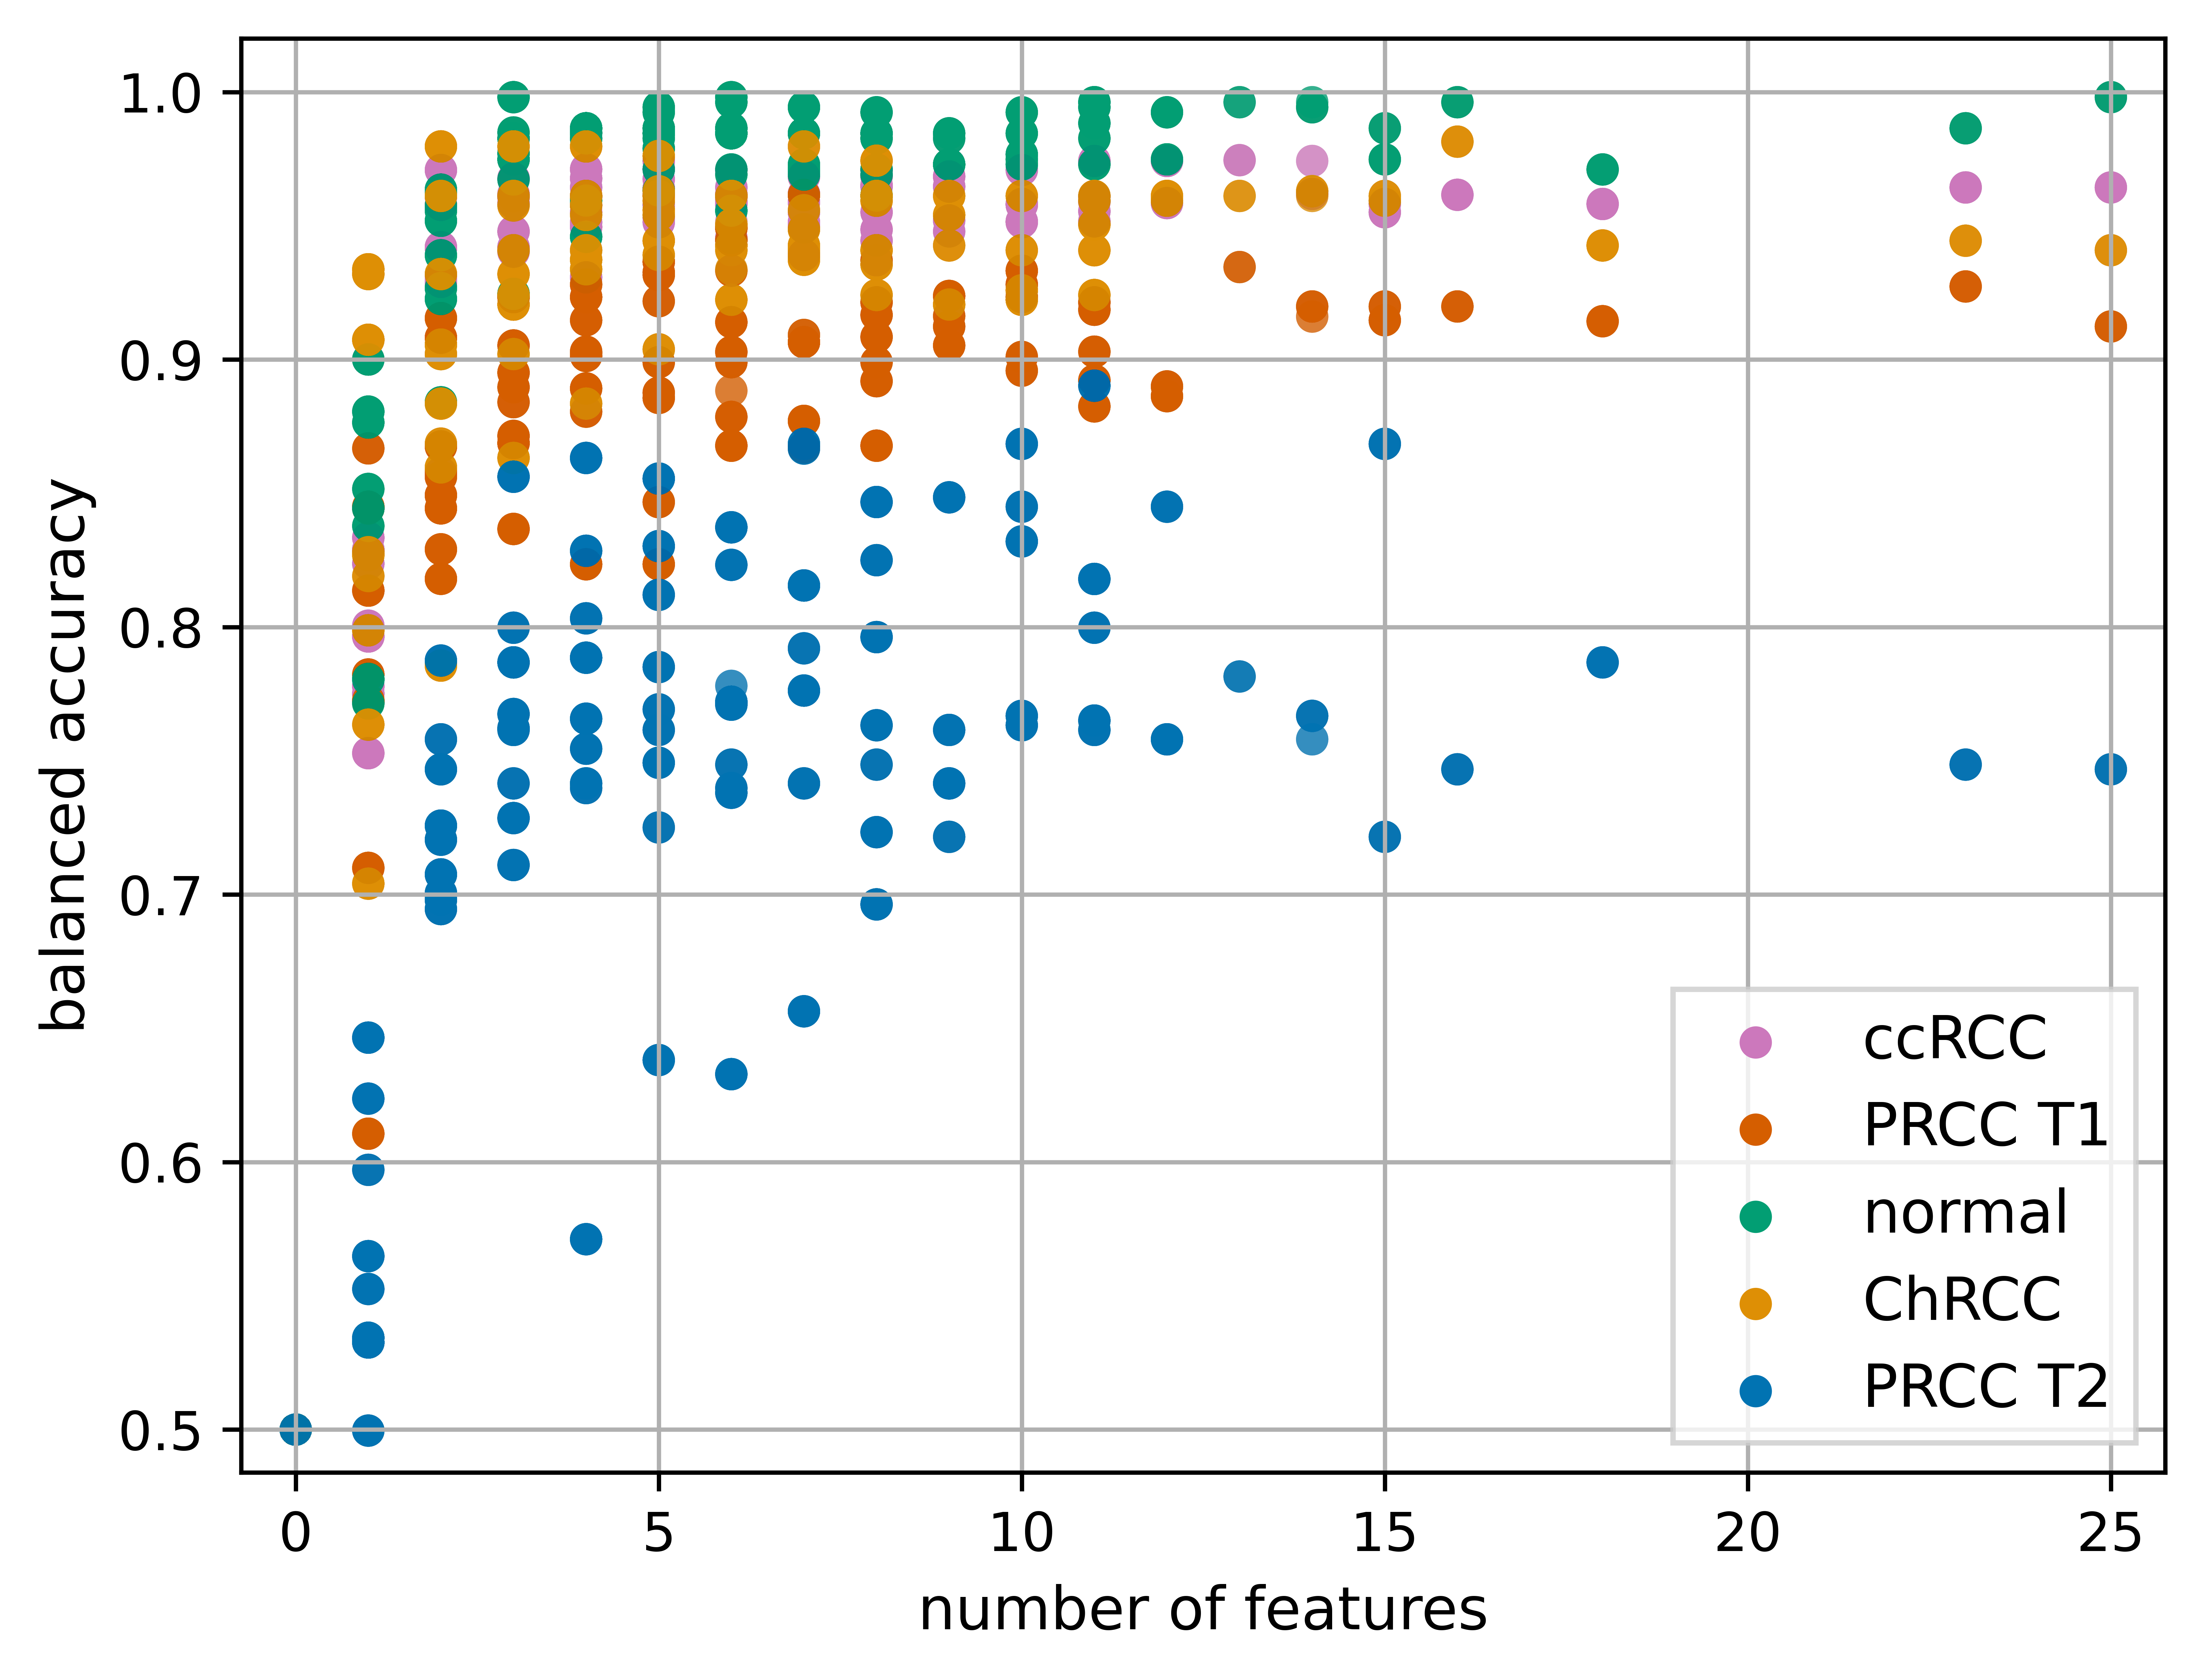 1.0
0.9
0.8
0.7
0.6
0.5
balanced accuracy
ccRCC
PRCC T1
normal
ChRCC
PRCC T2
0 5 10 15 20 25
number of features